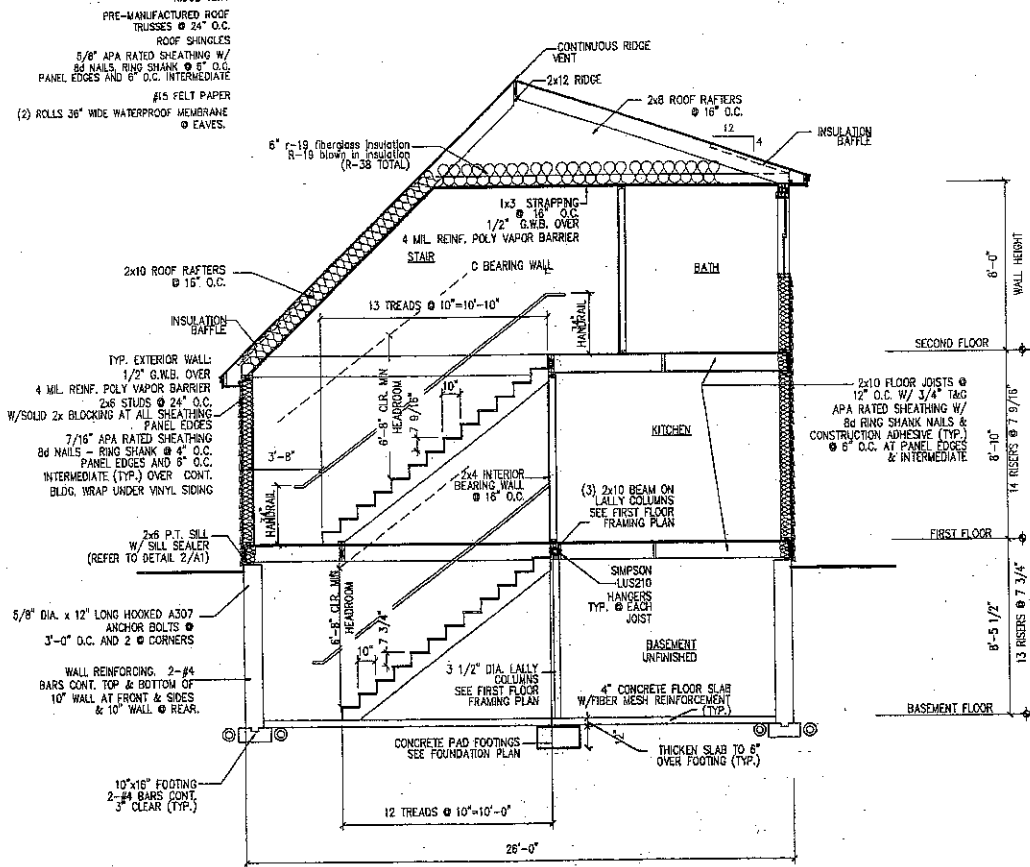 PRE-MANUFACTURED ROOF
TRUSSES @ 24" O.C.
ROOF SHINGLES
5/8" APA RATED SHEATHING W/
8d NAILS, RING SHANK @ 6" O.C.
PANEL EDGES AND 6" O.C. INTERMEDIATE
#15 FELT PAPER
(2) ROLLS 36" WIDE WATERPROOF MEMBRANE
@ EAVES.
CONTINUOUS RIDGE
VENT
2x12 RIDGE
2x8 ROOF RAFTERS
@ 16" O.C.
12
4
INSULATION
BAFFLE
6" r-19 fiberglass insulation
R-19 blown in insulation
(R-38 TOTAL)
1x3 STRAPPING
@ 16" O.C.
1/2" G.W.B. OVER
4 MIL. REINF. POLY VAPOR BARRIER
STAIR
C BEARING WALL
BATH
8'-0"
WALL HEIGHT
2x10 ROOF RAFTERS
@ 16" O.C.
13 TREADS @ 10"=10'-10"
34"
HANDRAIL
INSULATION
BAFFLE
SECOND FLOOR
TYP. EXTERIOR WALL:
1/2" G.W.B. OVER
4 MIL. REINF. POLY VAPOR BARRIER
2x6 STUDS @ 24" O.C.
W/SOLID 2x BLOCKING AT ALL SHEATHING
PANEL EDGES
7/16" APA RATED SHEATHING
8d NAILS - RING SHANK @ 4" O.C.
PANEL EDGES AND 6" O.C.
INTERMEDIATE (TYP.) OVER CONT.
BLDG. WRAP UNDER VINYL SIDING
6'-8" CLR. MIN
HEADROOM
10"
7 9/16"
3'-8"
34"
HANDRAIL
KITCHEN
2x10 FLOOR JOISTS @
12" O.C. W/ 3/4" T&G
APA RATED SHEATHING W/
8d RING SHANK NAILS &
CONSTRUCTION ADHESIVE (TYP.)
@ 6" O.C. AT PANEL EDGES
& INTERMEDIATE
8'-10"
14 RISERS @ 7 9/16"
2x4 INTERIOR
BEARING WALL
@ 16" O.C.
(3) 2x10 BEAM ON
LALLY COLUMNS
SEE FIRST FLOOR
FRAMING PLAN
FIRST FLOOR
2x6 P.T. SILL
W/ SILL SEALER
(REFER TO DETAIL 2/A1)
SIMPSON
LUS210
HANGERS
TYP. @ EACH
JOIST
5/8" DIA. x 12" LONG HOOKED A307
ANCHOR BOLTS @
3'-0" O.C. AND 2 @ CORNERS
6'-8" CLR. MIN
HEADROOM
10"
7 3/4"
8'-5 1/2"
13 RISERS @ 7 3/4"
BASEMENT
UNFINISHED
WALL REINFORCING. 2-#4
BARS CONT. TOP & BOTTOM OF
10" WALL AT FRONT & SIDES
& 10" WALL @ REAR.
3 1/2" DIA. LALLY
COLUMNS
SEE FIRST FLOOR
FRAMING PLAN
4" CONCRETE FLOOR SLAB
W/FIBER MESH REINFORCEMENT
(TYP.)
BASEMENT FLOOR
CONCRETE PAD FOOTINGS
SEE FOUNDATION PLAN
THICKEN SLAB TO 6"
OVER FOOTING (TYP.)
10"x16" FOOTING
2-#4 BARS CONT.
3" CLEAR (TYP.)
12 TREADS @ 10"=10'-0"
26'-0"